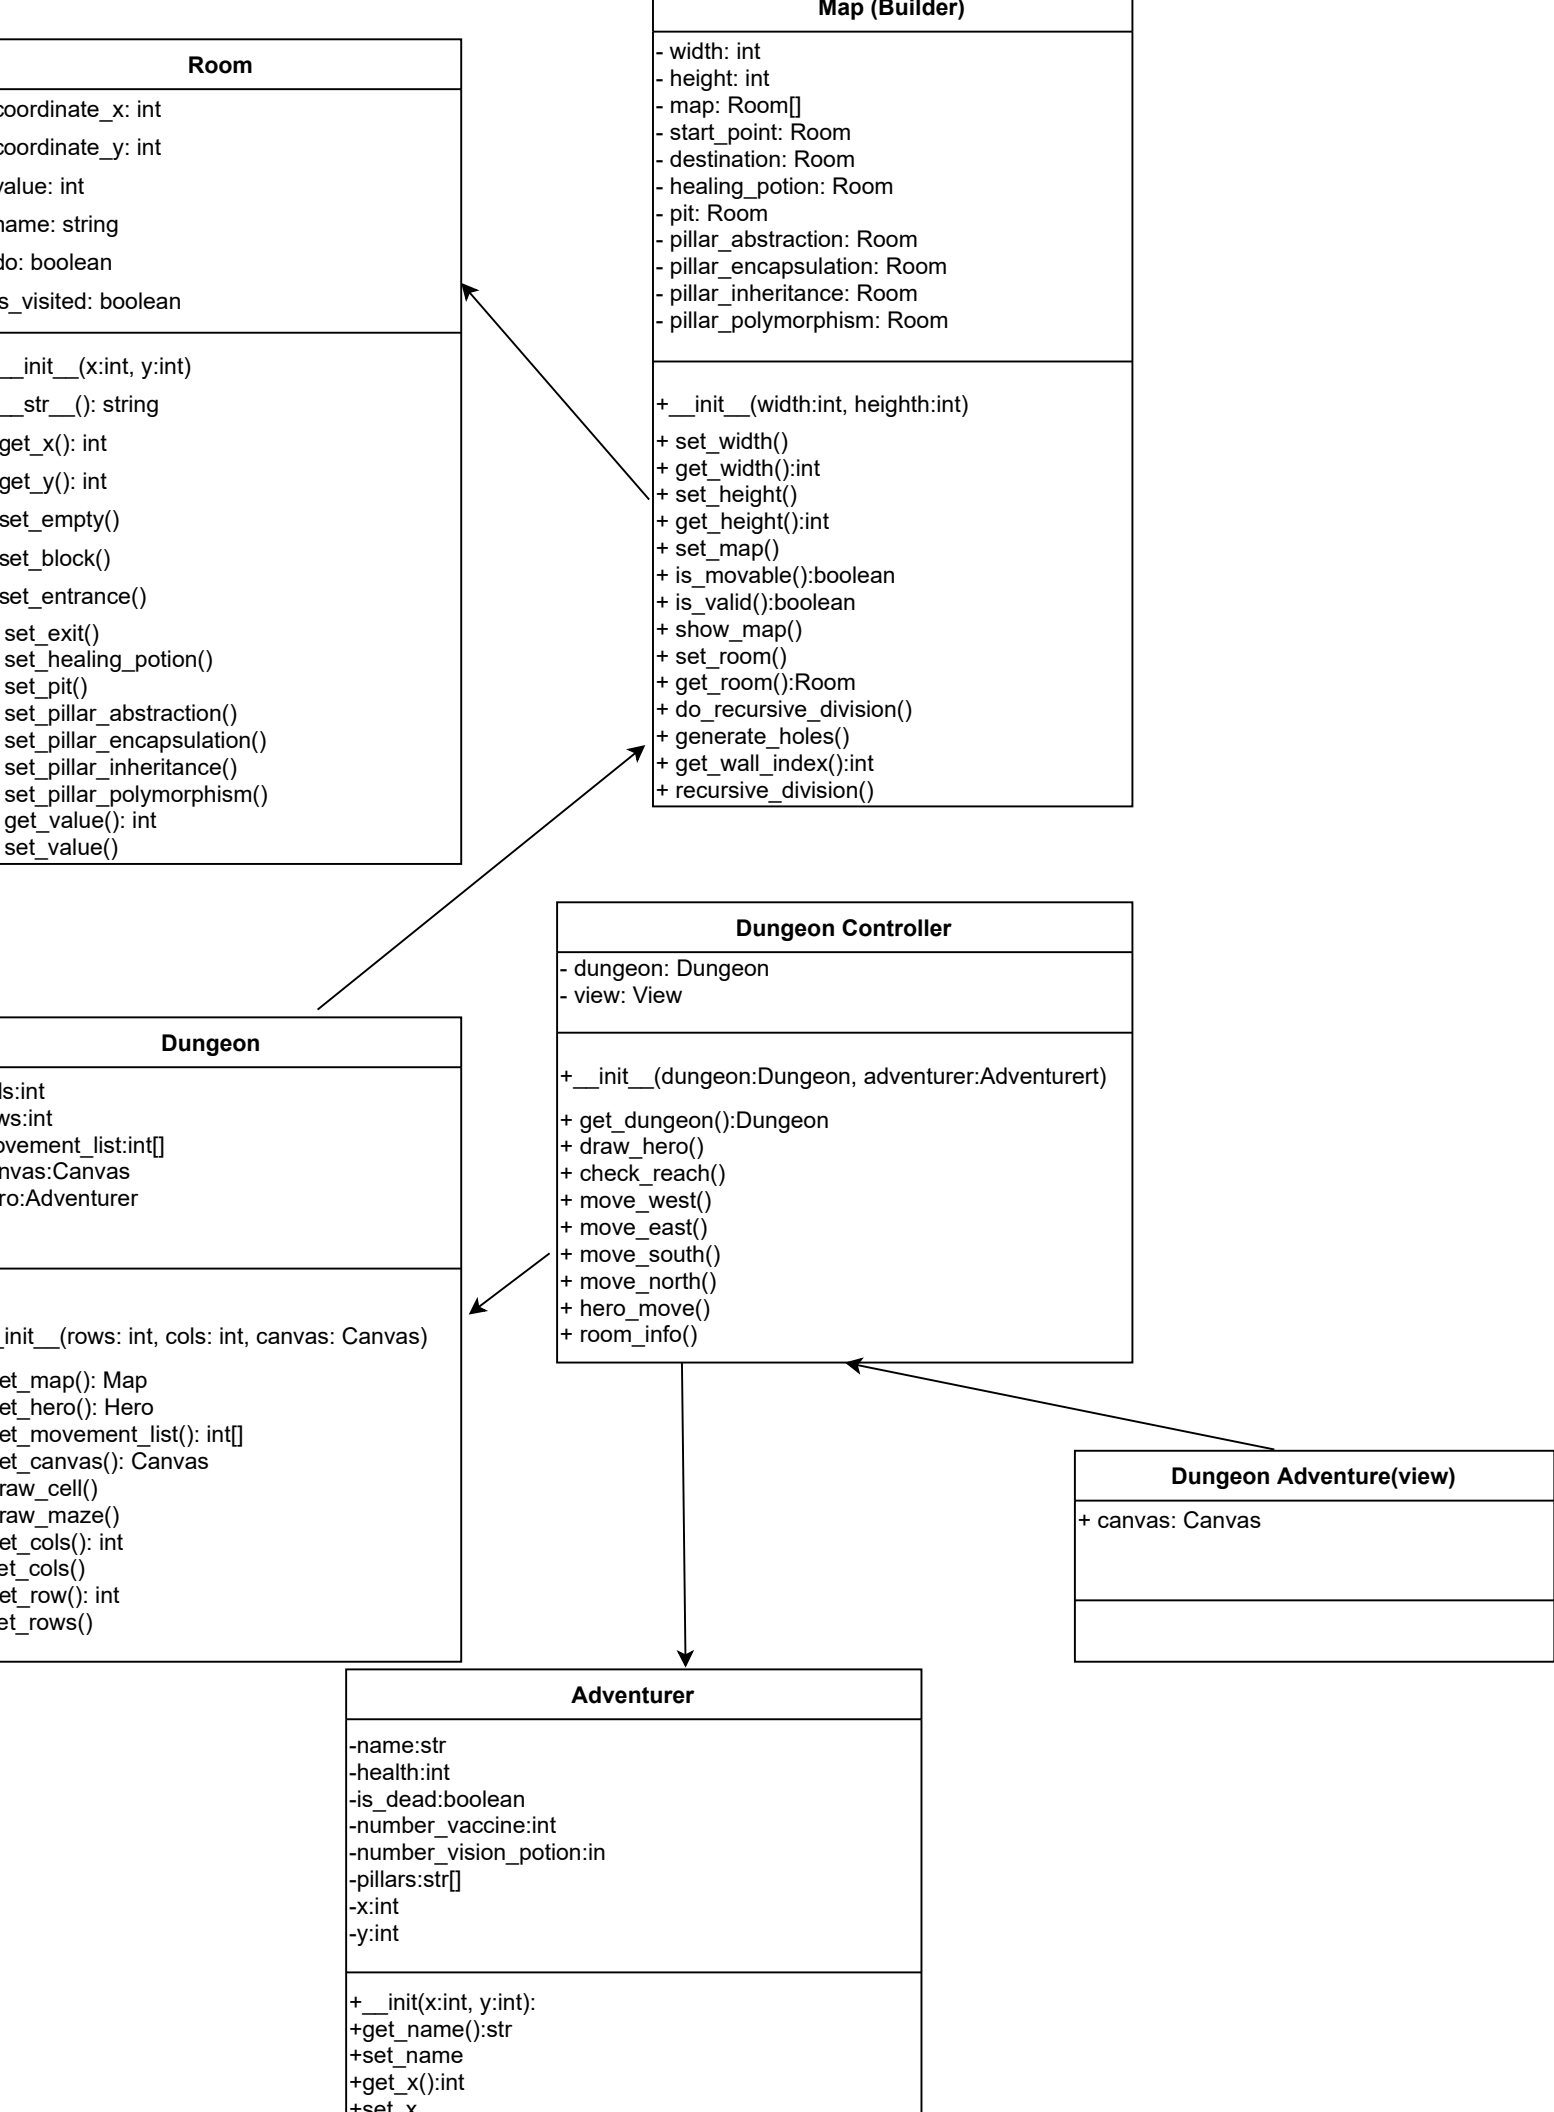 Map (Builder)
- width: int
- height: int
- map: Room[]
- start_point: Room
- destination: Room
- healing_potion: Room
- pit: Room
- pillar_abstraction: Room
- pillar_encapsulation: Room
- pillar_inheritance: Room
- pillar_polymorphism: Room
+__init__(width:int, heighth:int)
+ set_width()
+ get_width():int
+ set_height()
+ get_height():int
+ set_map()
+ is_movable():boolean
+ is_valid():boolean
+ show_map()
+ set_room()
+ get_room():Room
+ do_recursive_division()
+ generate_holes()
+ get_wall_index():int
+ recursive_division()
Room
coordinate_x: int
coordinate_y: int
value: int
name: string
do: boolean
s_visited: boolean
__init__(x:int, y:int)
__str__(): string
get_x(): int
get_y(): int
set_empty()
set_block()
set_entrance()
set_exit()
set_healing_potion()
set_pit()
set_pillar_abstraction()
set_pillar_encapsulation()
set_pillar_inheritance()
set_pillar_polymorphism()
get_value(): int
set_value()
Dungeon Controller
- dungeon: Dungeon
- view: View
+__init__(dungeon:Dungeon, adventurer:Adventurert)
+ get_dungeon():Dungeon
+ draw_hero()
+ check_reach()
+ move_west()
+ move_east()
+ move_south()
+ move_north()
+ hero_move()
+ room_info()
Dungeon
ls:int
ws:int
ovement_list:int[]
nvas:Canvas
ro:Adventurer
_init__(rows: int, cols: int, canvas: Canvas)
et_map(): Map
et_hero(): Hero
et_movement_list(): int[]
et_canvas(): Canvas
raw_cell()
raw_maze()
et_cols(): int
et_cols()
et_row(): int
et_rows()
Dungeon Adventure(view)
+ canvas: Canvas
Adventurer
-name:str
-health:int
-is_dead:boolean
-number_vaccine:int
-number_vision_potion:in
-pillars:str[]
-x:int
-y:int
+__init(x:int, y:int):
+get_name():str
+set_name
+get_x():int
+set_x